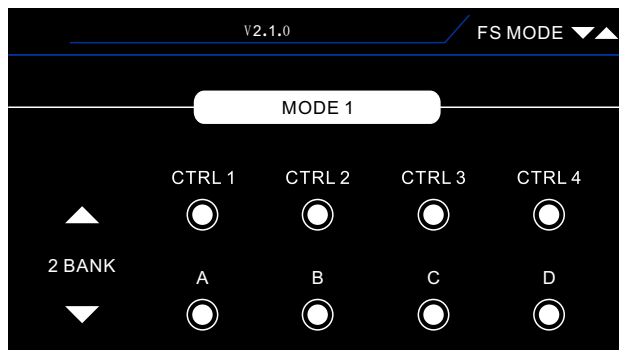 V2.1.0
FS MODE
MODE 1
CTRL 1 CTRL 2 CTRL 3 CTRL 4
2 BANK
A B C D